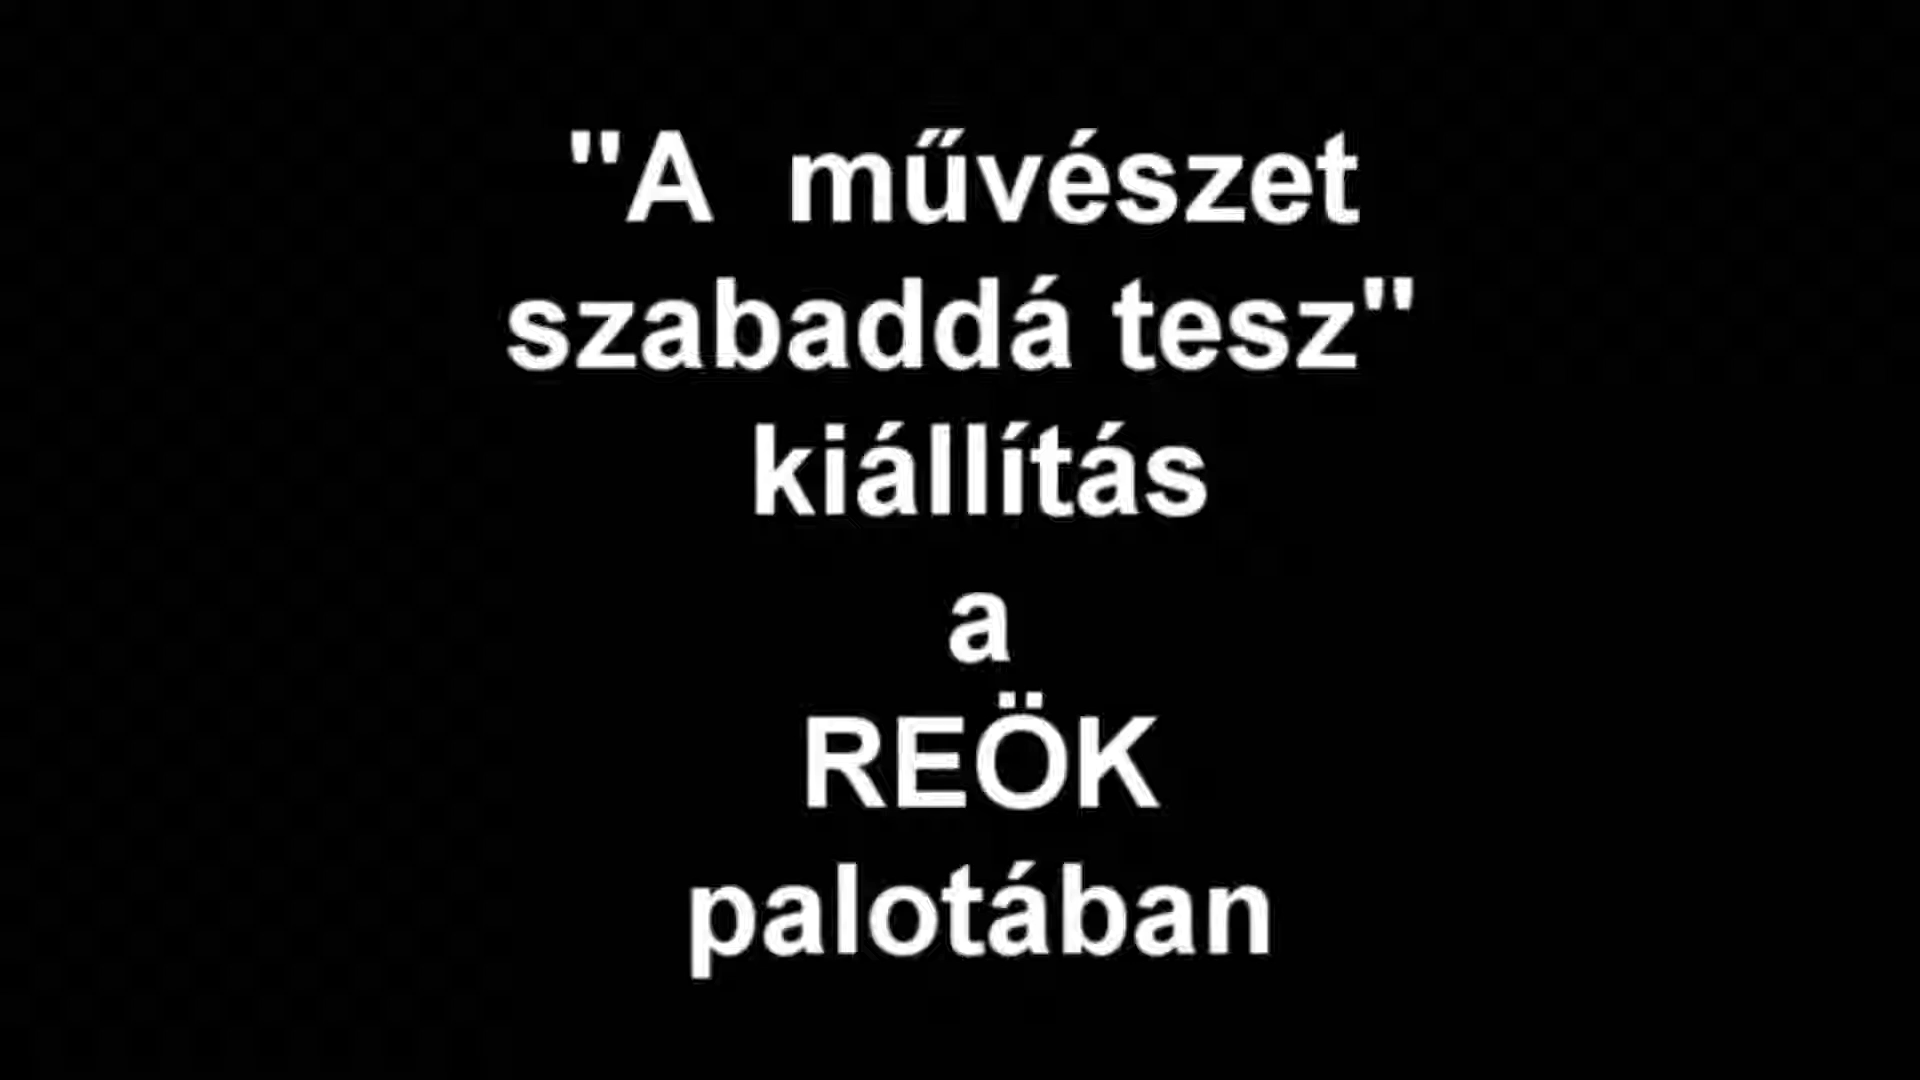 "A  művészet
szabaddá tesz"
kiállítás
a
REÖK
palotában